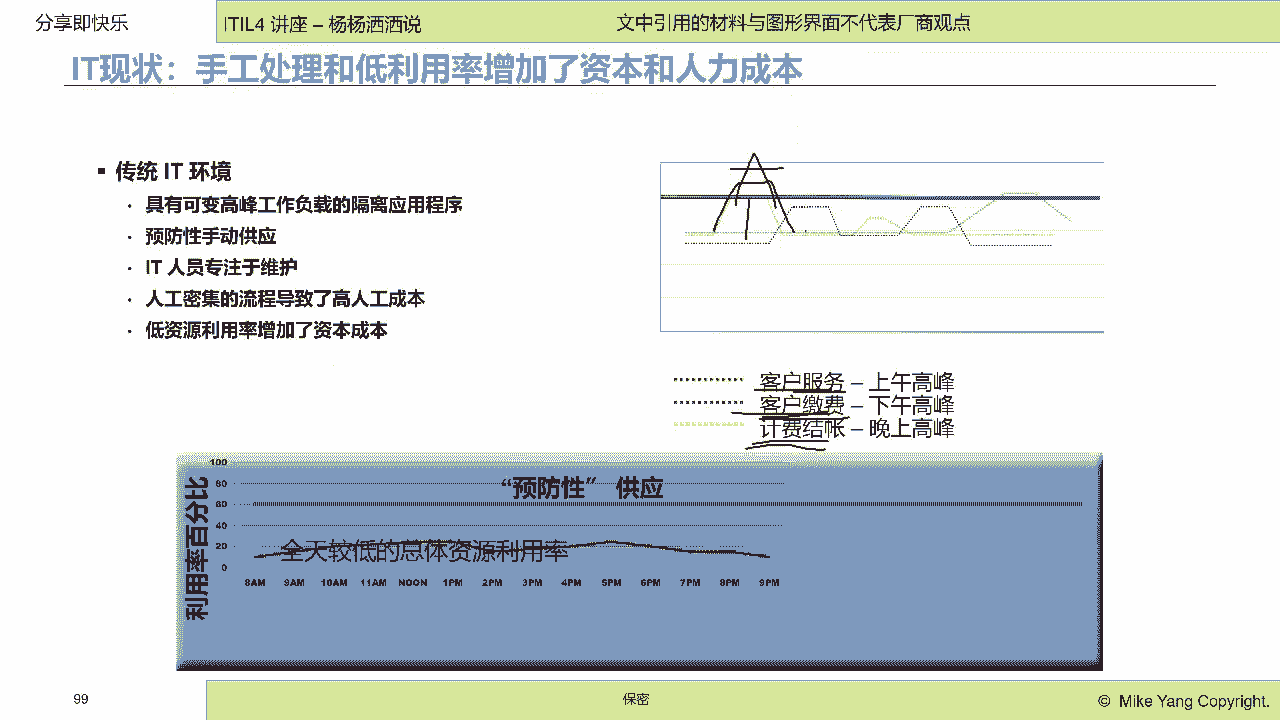 分享即快乐
ITIL4 讲座 – 杨杨洒洒说
文中引用的材料与图形界面不代表厂商观点
IT现状：手工处理和低利用率增加了资本和人力成本
▪ 传统 IT 环境
• 具有可变高峰工作负载的隔离应用程序
• 预防性手动供应
• IT 人员专注于维护
• 人工密集的流程导致了高人工成本
• 低资源利用率增加了资本成本
客户服务 – 上午高峰
客户缴费 – 下午高峰
计费结帐 – 晚上高峰
利用率百分比
100
80
60
40
20
0
“预防性” 供应
全天较低的总体资源利用率
8AM 9AM 10AM 11AM NOON 1PM 2PM 3PM 4PM 5PM 6PM 7PM 8PM 9PM
99
保密
© Mike Yang Copyright.